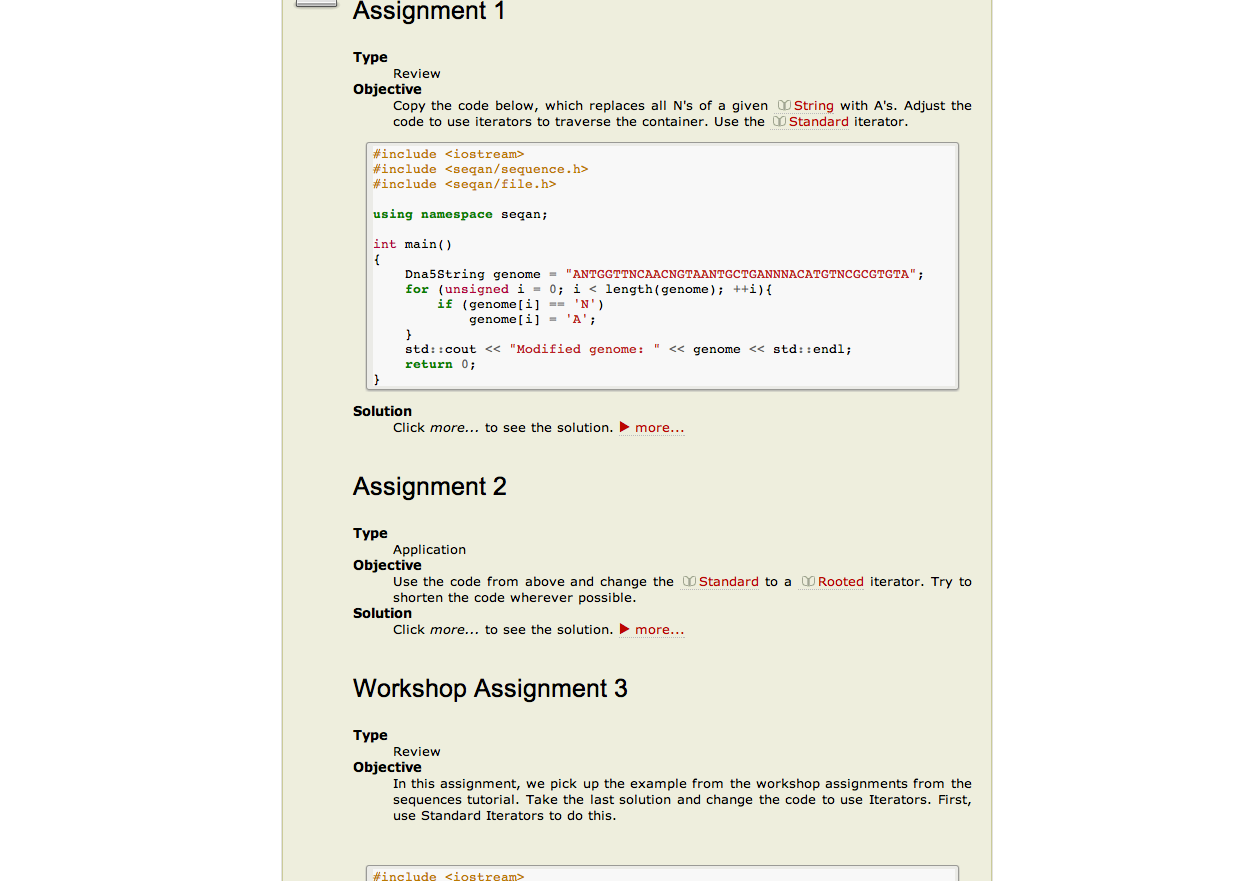 Assignment 1
Type
Review
Objective
Copy the code below, which replaces all N's of a given String with A's. Adjust the
code to use iterators to traverse the container. Use the Standard iterator.
#include <iostream>
#include <seqan/sequence.h>
#include <seqan/file.h>
using namespace seqan;
int main()
{
    Dna5String genome = "ANTGGTTNCAACNGTAANTGCTGANNNACATGTNCGCGTGTA";
    for (unsigned i = 0; i < length(genome); ++i){
        if (genome[i] == 'N')
            genome[i] = 'A';
    }
    std::cout << "Modified genome: " << genome << std::endl;
    return 0;
}
Solution
Click more... to see the solution. ▶ more...
Assignment 2
Type
Application
Objective
Use the code from above and change the Standard to a Rooted iterator. Try to
shorten the code wherever possible.
Solution
Click more... to see the solution. ▶ more...
Workshop Assignment 3
Type
Review
Objective
In this assignment, we pick up the example from the workshop assignments from the
sequences tutorial. Take the last solution and change the code to use Iterators. First,
use Standard Iterators to do this.
#include <iostream>